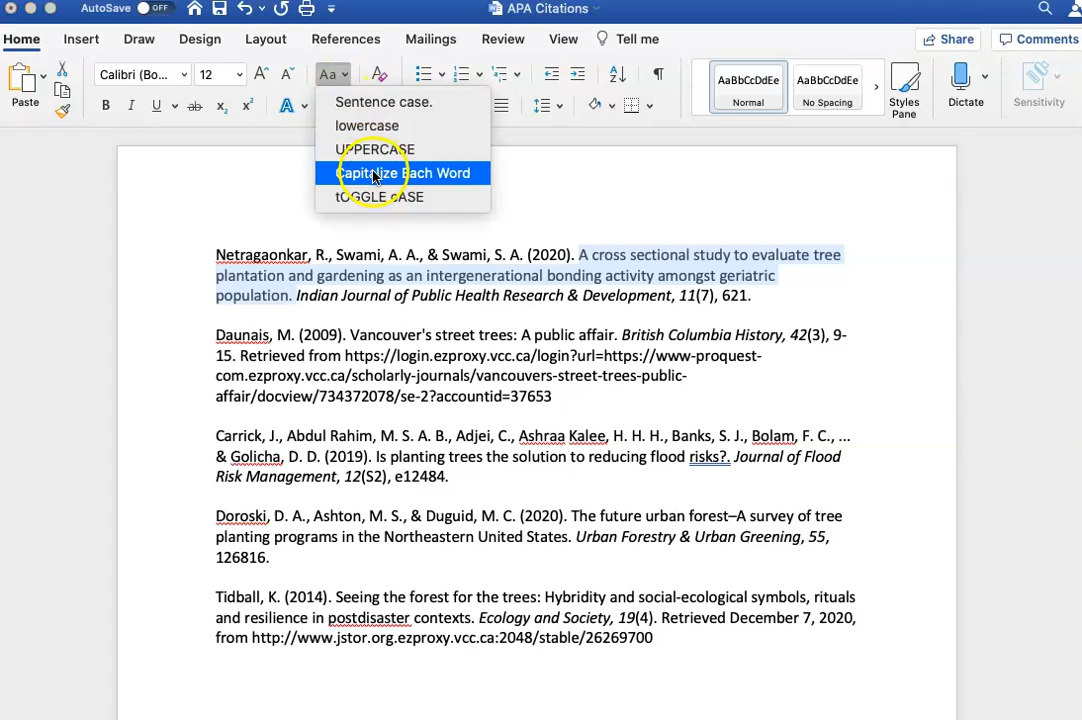 AutoSave OFF APA Citations
Home Insert Draw Design Layout References Mailings Review View Tell me Share Comments
Paste Calibri (Bo... 12 Aa AaBbCcDdEe Normal AaBbCcDdEe No Spacing Styles Pane Dictate Sensitivity
Sentence case.
lowercase
UPPERCASE
Capitalize Each Word
tOGGLE cASE
Netragaonkar, R., Swami, A. A., & Swami, S. A. (2020). A cross sectional study to evaluate tree
plantation and gardening as an intergenerational bonding activity amongst geriatric
population. Indian Journal of Public Health Research & Development, 11(7), 621.
Daunais, M. (2009). Vancouver's street trees: A public affair. British Columbia History, 42(3), 9-
15. Retrieved from https://login.ezproxy.vcc.ca/login?url=https://www-proquest-
com.ezproxy.vcc.ca/scholarly-journals/vancouvers-street-trees-public-
affair/docview/734372078/se-2?accountid=37653
Carrick, J., Abdul Rahim, M. S. A. B., Adjei, C., Ashraa Kalee, H. H. H., Banks, S. J., Bolam, F. C., ...
& Golicha, D. D. (2019). Is planting trees the solution to reducing flood risks?. Journal of Flood
Risk Management, 12(S2), e12484.
Doroski, D. A., Ashton, M. S., & Duguid, M. C. (2020). The future urban forest–A survey of tree
planting programs in the Northeastern United States. Urban Forestry & Urban Greening, 55,
126816.
Tidball, K. (2014). Seeing the forest for the trees: Hybridity and social-ecological symbols, rituals
and resilience in postdisaster contexts. Ecology and Society, 19(4). Retrieved December 7, 2020,
from http://www.jstor.org.ezproxy.vcc.ca:2048/stable/26269700